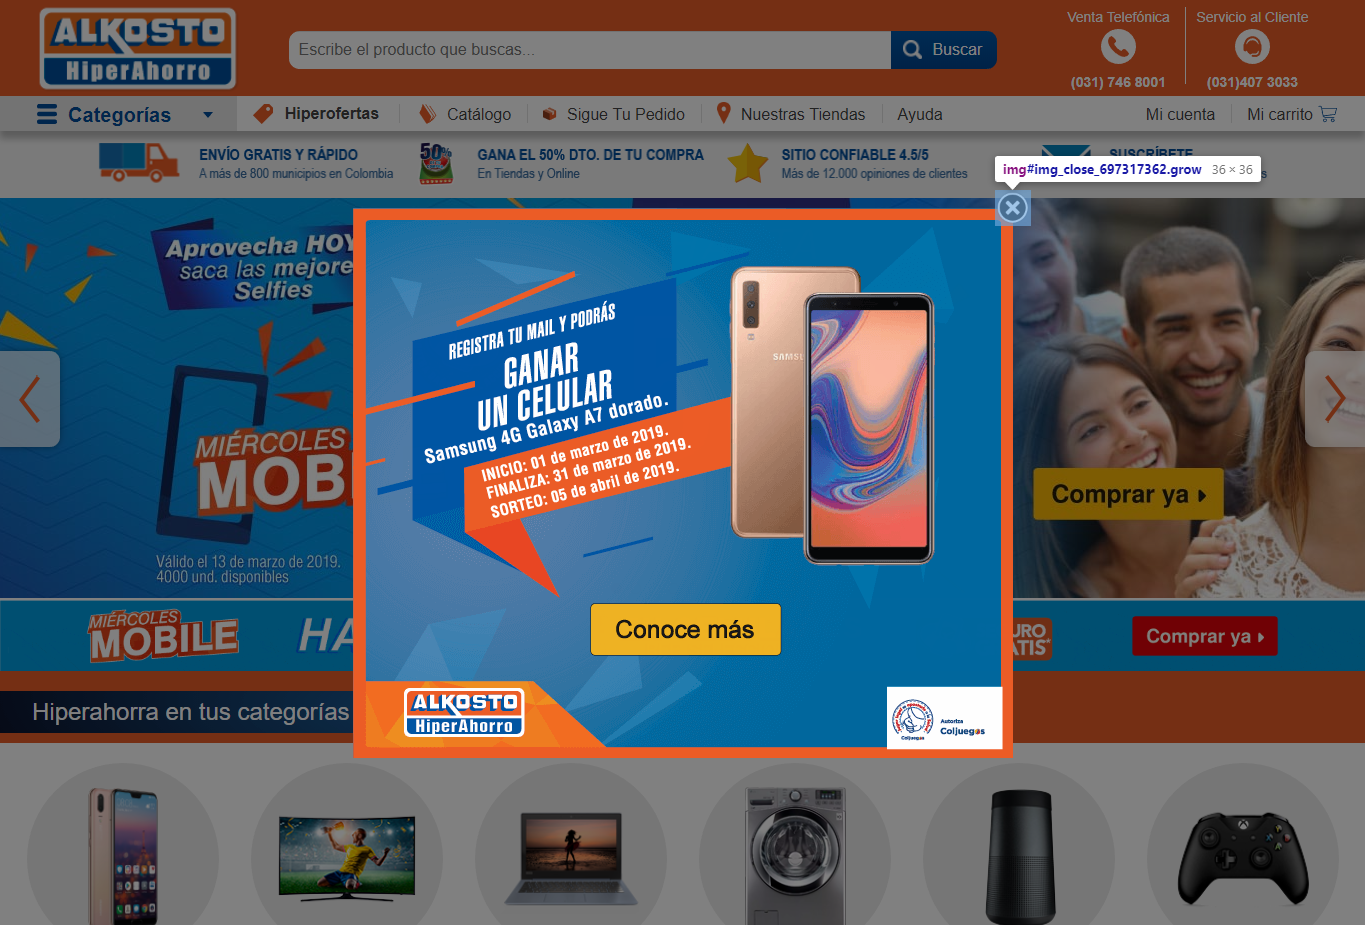 ALKOSTO
HiperAhorro
Escribe el producto que buscas...
Buscar
Venta Telefónica
(031) 746 8001
Servicio al Cliente
(031)407 3033
Categorías
Hiperofertas
Catálogo
Sigue Tu Pedido
Nuestras Tiendas
Ayuda
Mi cuenta
Mi carrito
ENVÍO GRATIS Y RÁPIDO
A más de 800 municipios en Colombia
50%
GANA EL 50% DTO. DE TU COMPRA
En Tiendas y Online
SITIO CONFIABLE 4.5/5
Más de 12.000 opiniones de clientes
SUSCRÍBETE
img#img_close_697317362.grow 36 × 36
Aprovecha HOY
saca las mejore
Selfies
MIÉRCOLES
MOBI
Válido el 13 de marzo de 2019.
4000 und. disponibles
REGISTRA TU MAIL Y PODRÁS
GANAR
UN CELULAR
Samsung 4G Galaxy A7 dorado.
INICIO: 01 de marzo de 2019.
FINALIZA: 31 de marzo de 2019.
SORTEO: 05 de abril de 2019.
SAMSU
Conoce más
ALKOSTO
HiperAhorro
Autoriza
Coljuegos
Coljuegos
Comprar ya
MIÉRCOLES
MOBILE
HA
URO
ATIS*
Comprar ya
Hiperahorra en tus categorías